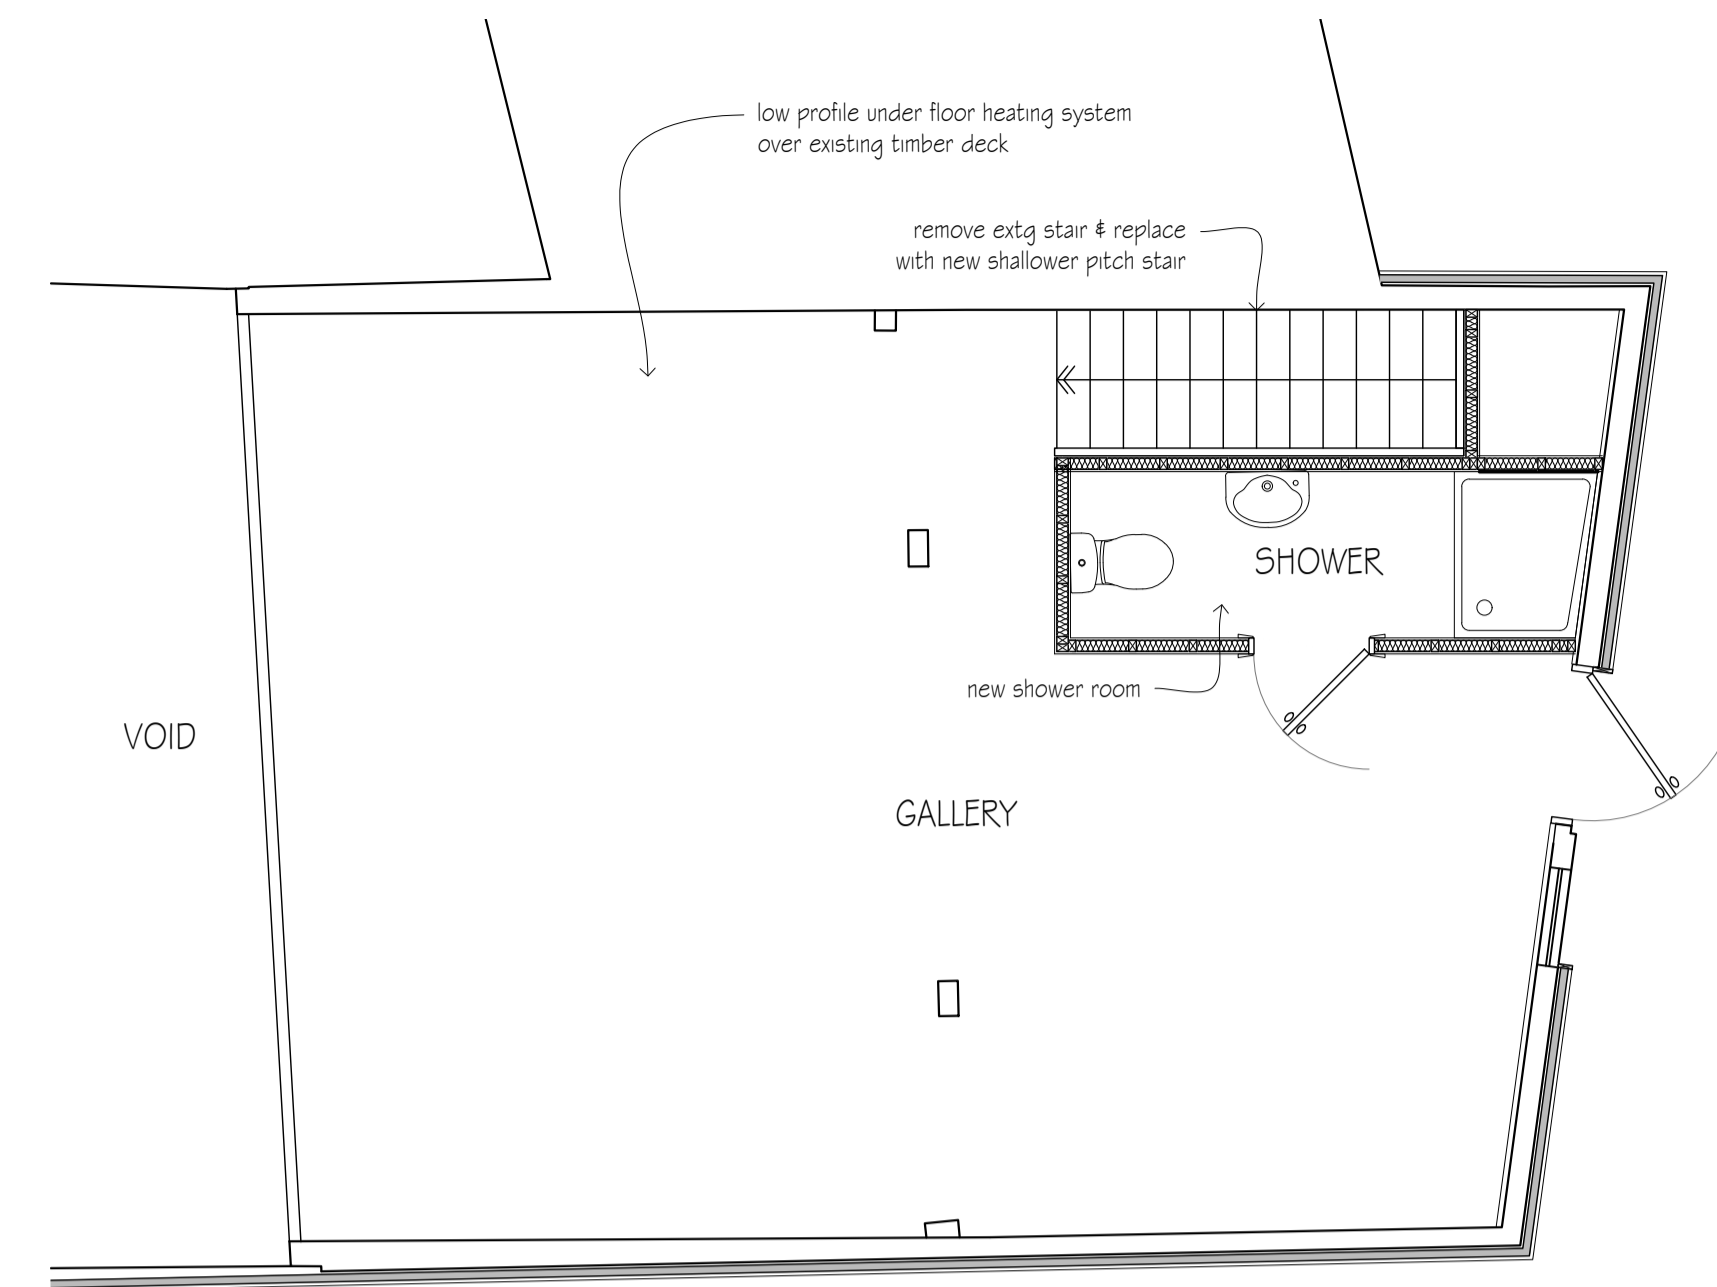 low profile under floor heating system
over existing timber deck
remove extg stair & replace
with new shallower pitch stair
SHOWER
new shower room
VOID
GALLERY